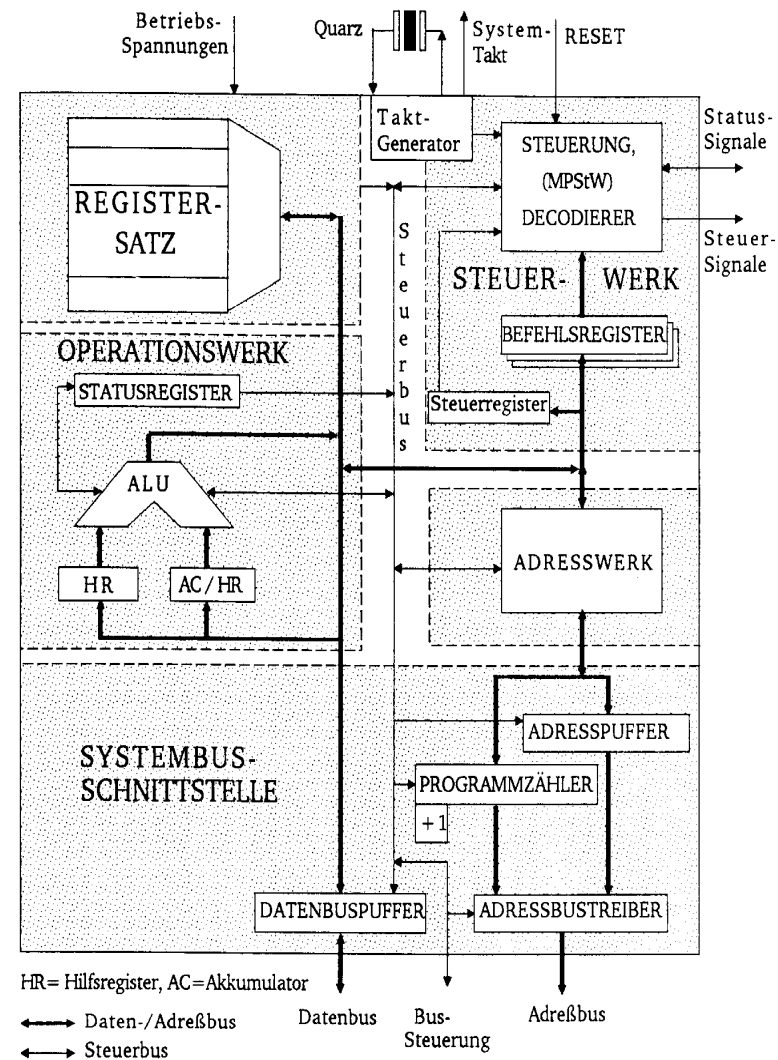 Betriebs-
Spannungen
Quarz
System-
Takt
RESET
Takt-
Generator
STEUERUNG,
(MPStW)
DECODIERER
Status-
Signale
Steuer-
Signale
REGISTER-
SATZ
Steuerbus
STEUER- WERK
BEFEHLSREGISTER
Steuerregister
OPERATIONSWERK
STATUSREGISTER
ALU
HR
AC/HR
ADRESSWERK
SYSTEMBUS-
SCHNITTSTELLE
ADRESSPUFFER
PROGRAMMZÄHLER
+1
DATENBUSPUFFER
ADRESSBUSTREIBER
HR= Hilfsregister, AC=Akkumulator
Daten-/Adreßbus
Steuerbus
Datenbus
Bus-
Steuerung
Adreßbus